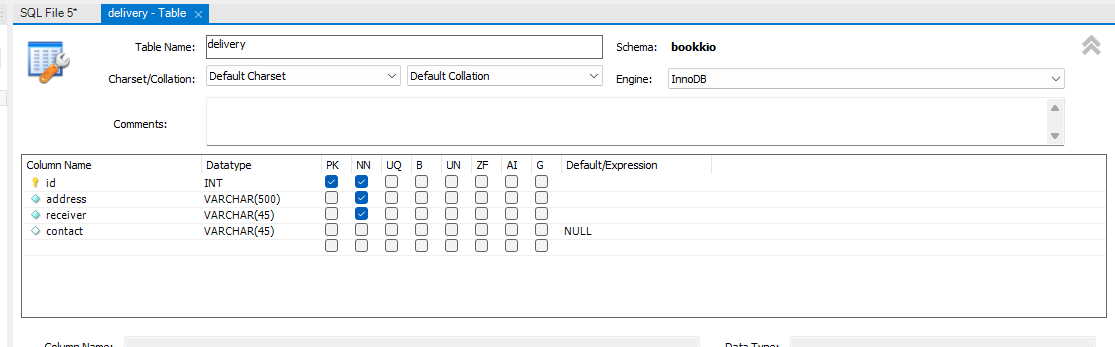 SQL File 5* delivery - Table
Table Name: delivery Schema: bookkio
Charset/Collation: Default Charset Default Collation Engine: InnoDB
Comments:
Column Name Datatype PK NN UQ B UN ZF AI G Default/Expression
id INT
address VARCHAR(500)
receiver VARCHAR(45)
contact VARCHAR(45) NULL
Column Name: Data Type: